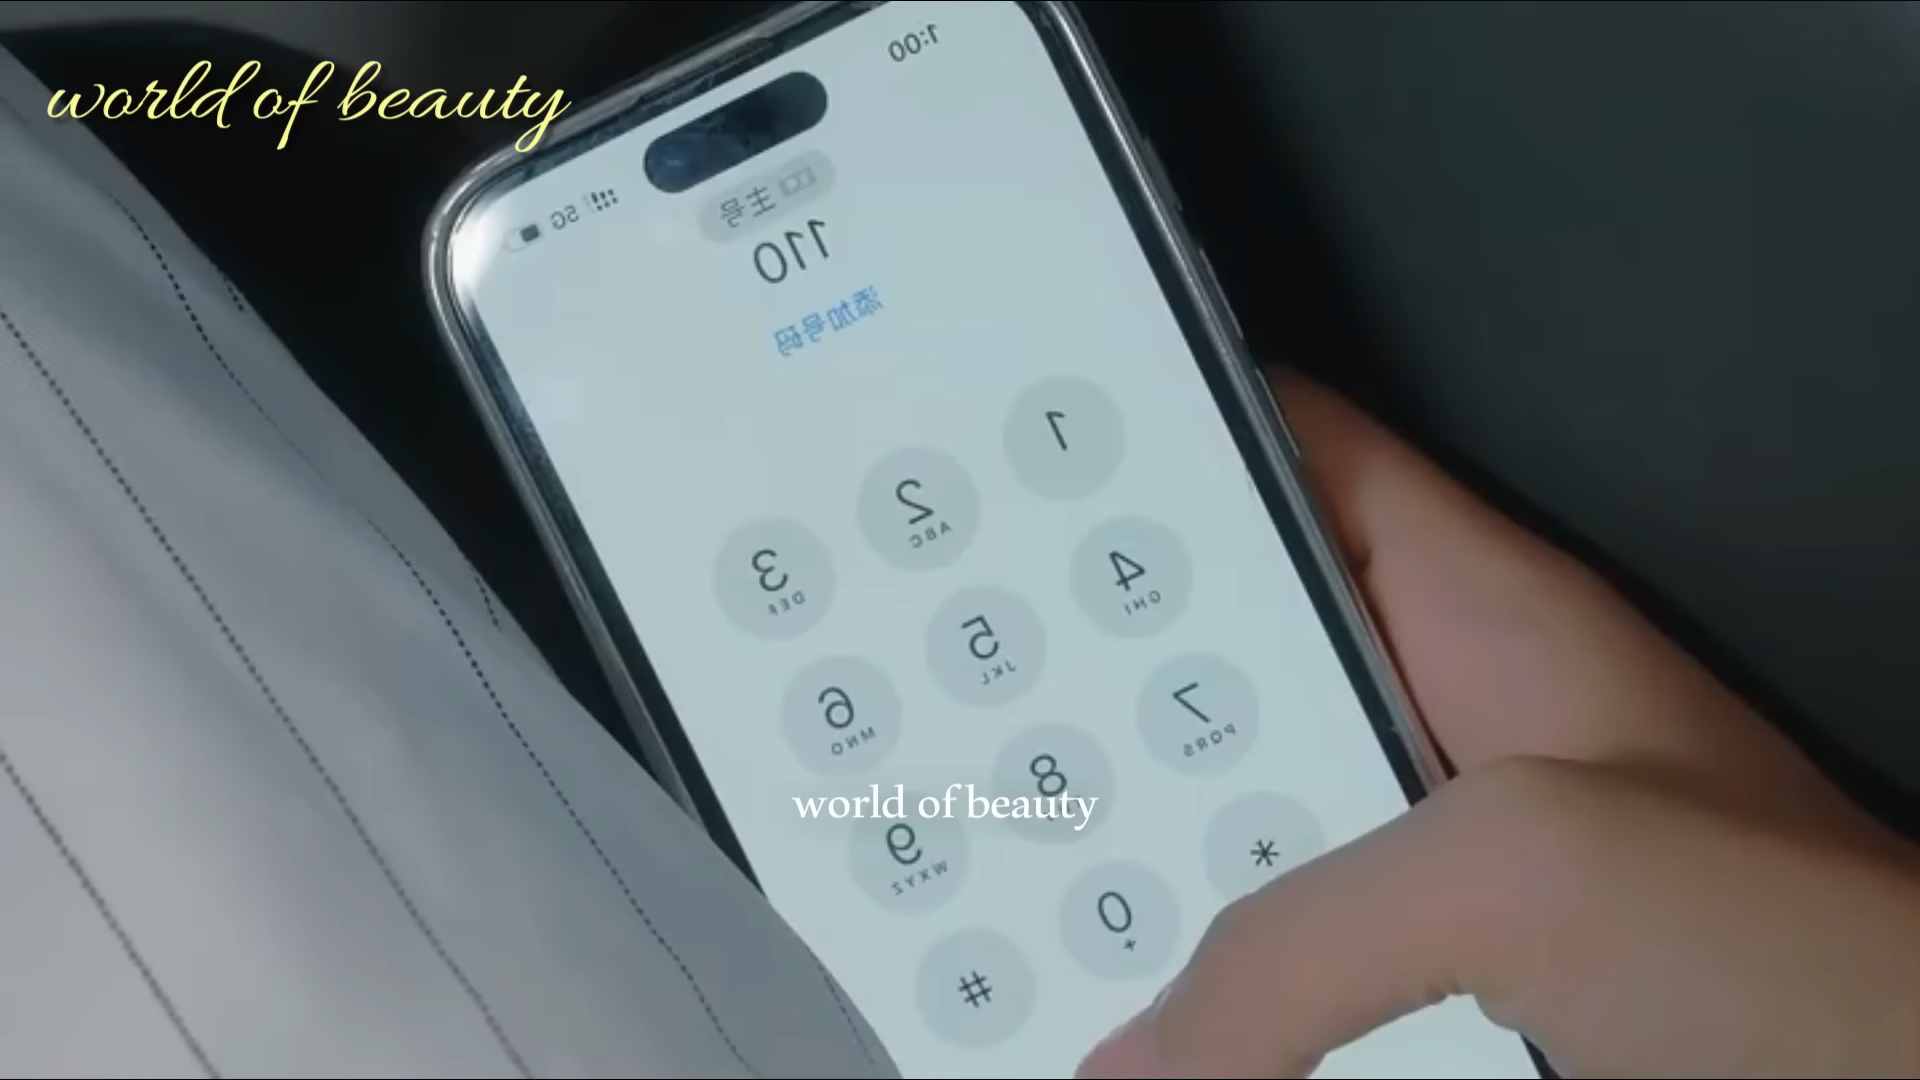 world of beauty
1:00
5G
主号
110
添加号码
1
2
ABC
3
DEF
4
GHI
5
JKL
6
MNO
7
PQRS
8
9
WXYZ
*
0
+
#
world of beauty